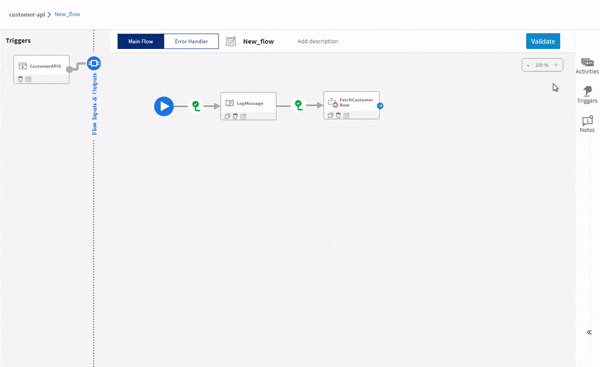 customer-api > New_flow
Triggers
Main Flow
Error Handler
New_flow
Add description
Validate
CustomerAPI2
- 100 % +
Activities
Triggers
Notes
Flow Inputs & Outputs
LogMessage
FetchCustomer
Row